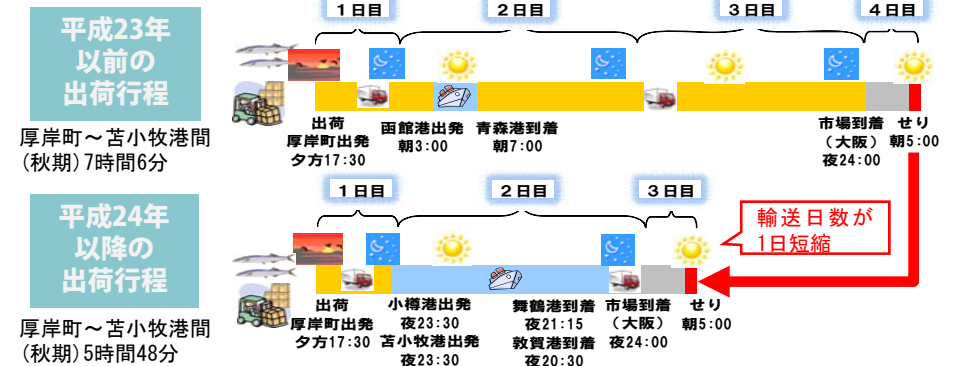 1日目
2日目
3日目
4日目
平成23年
以前の
出荷行程
厚岸町～苫小牧港間
(秋期)7時間6分
出荷
厚岸町出発
夕方17:30
函館港出発
朝3:00
青森港到着
朝7:00
市場到着
（大阪）
夜24:00
せり
朝5:00
1日目
2日目
3日目
輸送日数が
1日短縮
平成24年
以降の
出荷行程
厚岸町～苫小牧港間
(秋期)5時間48分
出荷
厚岸町出発
夕方17:30
小樽港出発
夜23:30
苫小牧港出発
夜23:30
舞鶴港到着
夜21:15
敦賀港到着
夜20:30
市場到着
（大阪）
夜24:00
せり
朝5:00